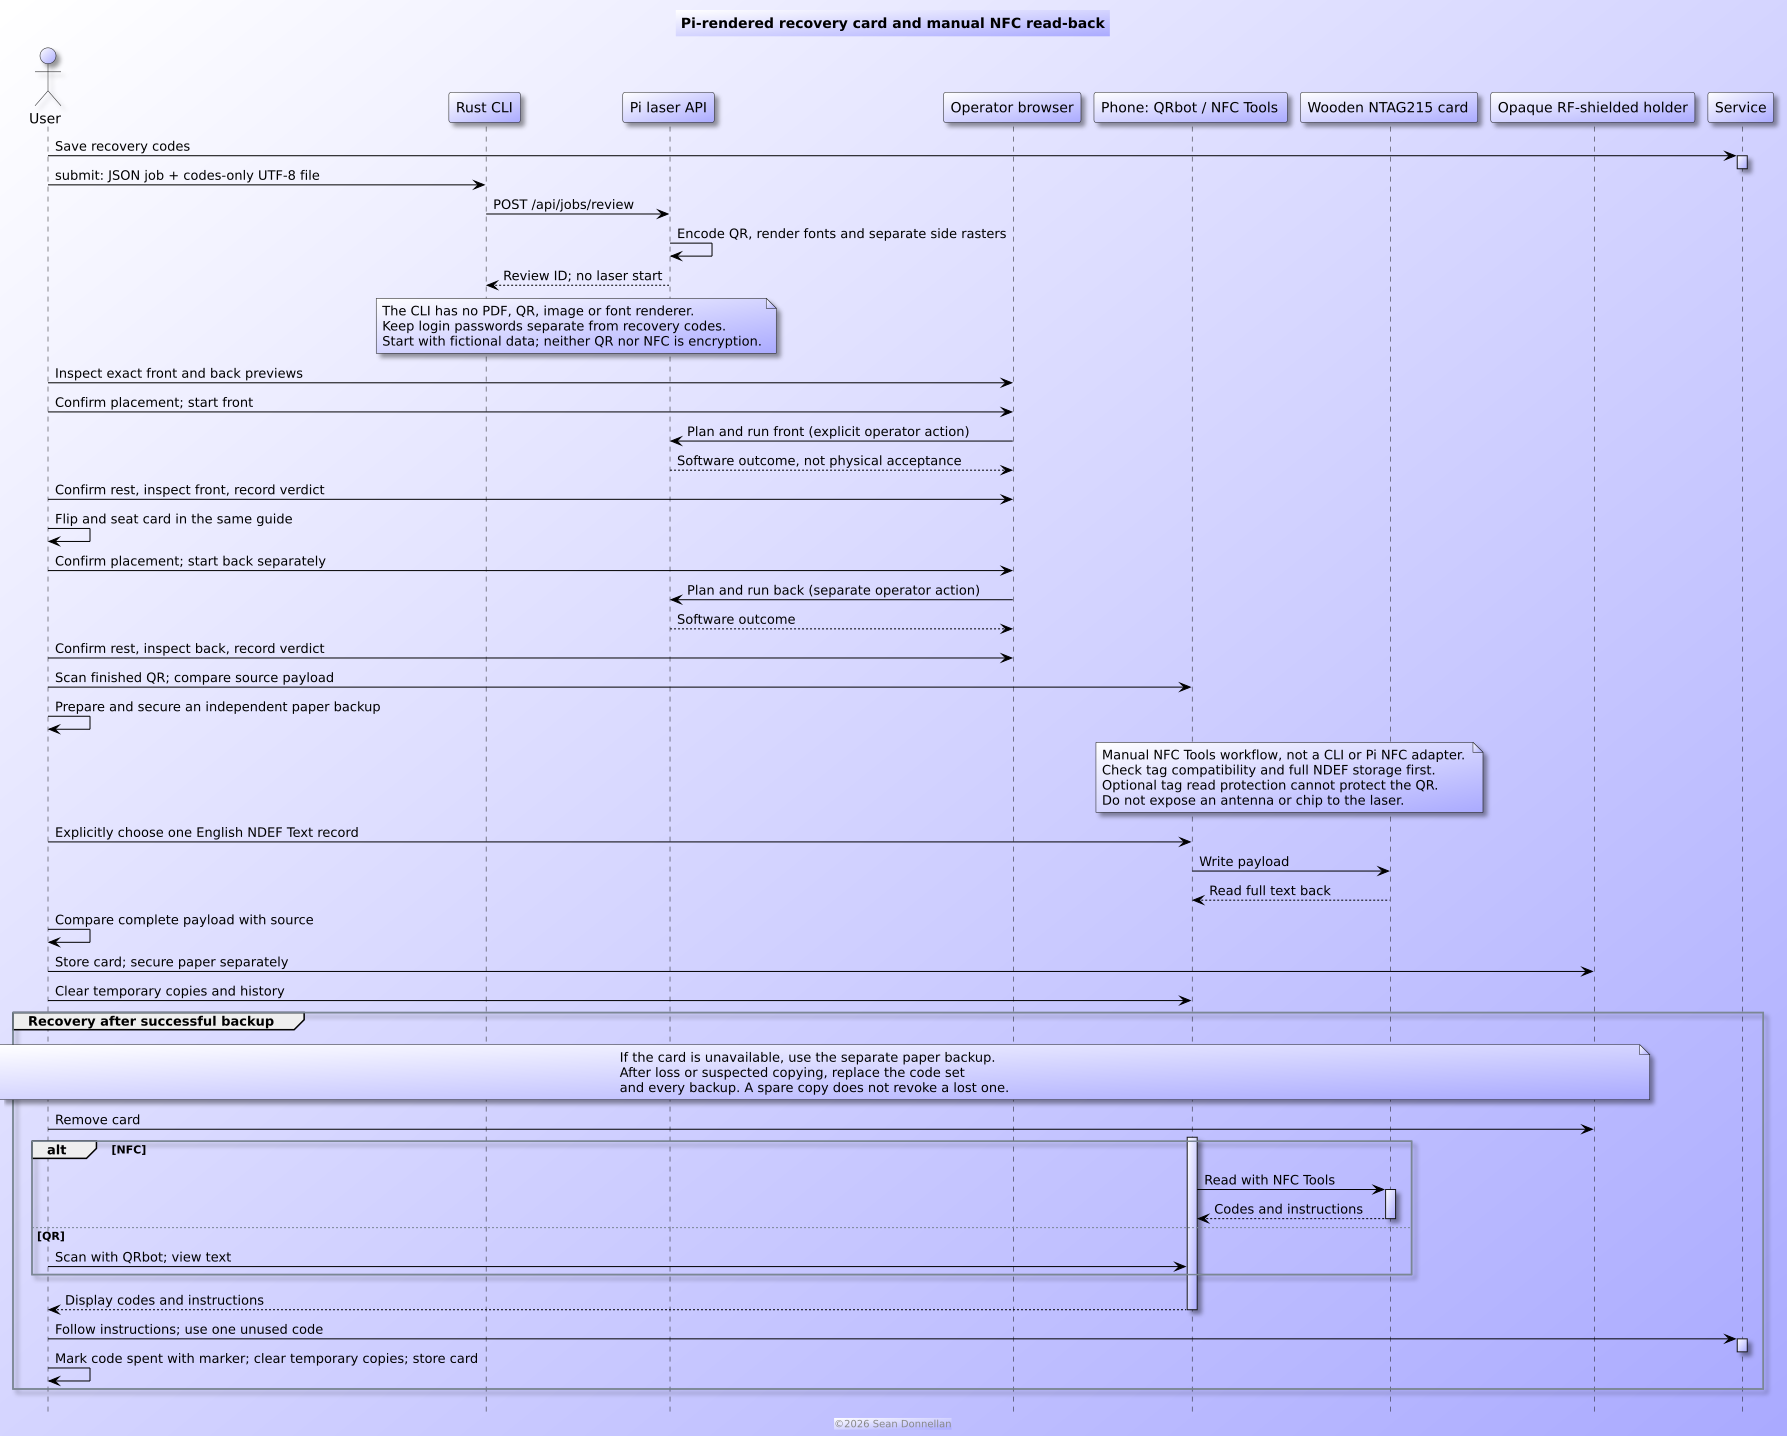 Pi-rendered recovery card and manual NFC read-back
User
Rust CLI
Pi laser API
Operator browser
Phone: QRbot / NFC Tools
Wooden NTAG215 card
Opaque RF-shielded holder
Service
Save recovery codes
submit: JSON job + codes-only UTF-8 file
POST /api/jobs/review
Encode QR, render fonts and separate side rasters
Review ID; no laser start
The CLI has no PDF, QR, image or font renderer.
Keep login passwords separate from recovery codes.
Start with fictional data; neither QR nor NFC is encryption.
Inspect exact front and back previews
Confirm placement; start front
Plan and run front (explicit operator action)
Software outcome, not physical acceptance
Confirm rest, inspect front, record verdict
Flip and seat card in the same guide
Confirm placement; start back separately
Plan and run back (separate operator action)
Software outcome
Confirm rest, inspect back, record verdict
Scan finished QR; compare source payload
Prepare and secure an independent paper backup
Manual NFC Tools workflow, not a CLI or Pi NFC adapter.
Check tag compatibility and full NDEF storage first.
Optional tag read protection cannot protect the QR.
Do not expose an antenna or chip to the laser.
Explicitly choose one English NDEF Text record
Write payload
Read full text back
Compare complete payload with source
Store card; secure paper separately
Clear temporary copies and history
Recovery after successful backup
If the card is unavailable, use the separate paper backup.
After loss or suspected copying, replace the code set
and every backup. A spare copy does not revoke a lost one.
Remove card
alt [NFC]
Read with NFC Tools
Codes and instructions
[QR]
Scan with QRbot; view text
Display codes and instructions
Follow instructions; use one unused code
Mark code spent with marker; clear temporary copies; store card
©2026 Sean Donnellan